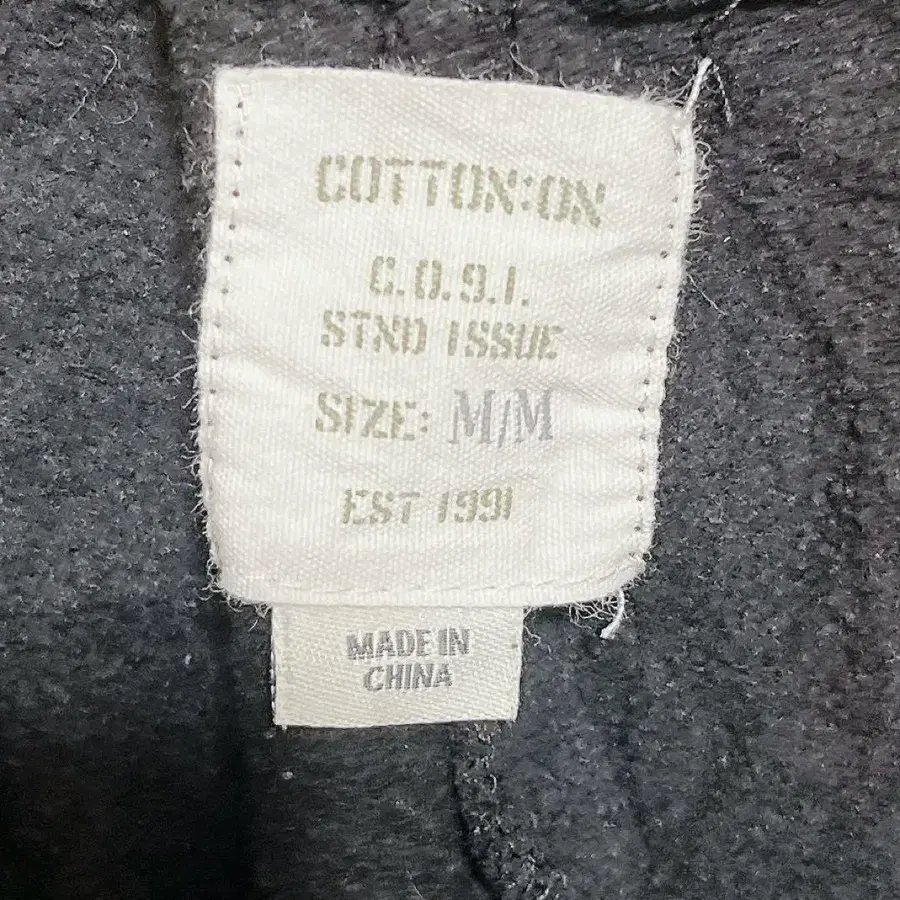 COTTON:ON
C.O.9.1.
STND ISSUE
SIZE: M/M
EST 1991
MADE IN
CHINA